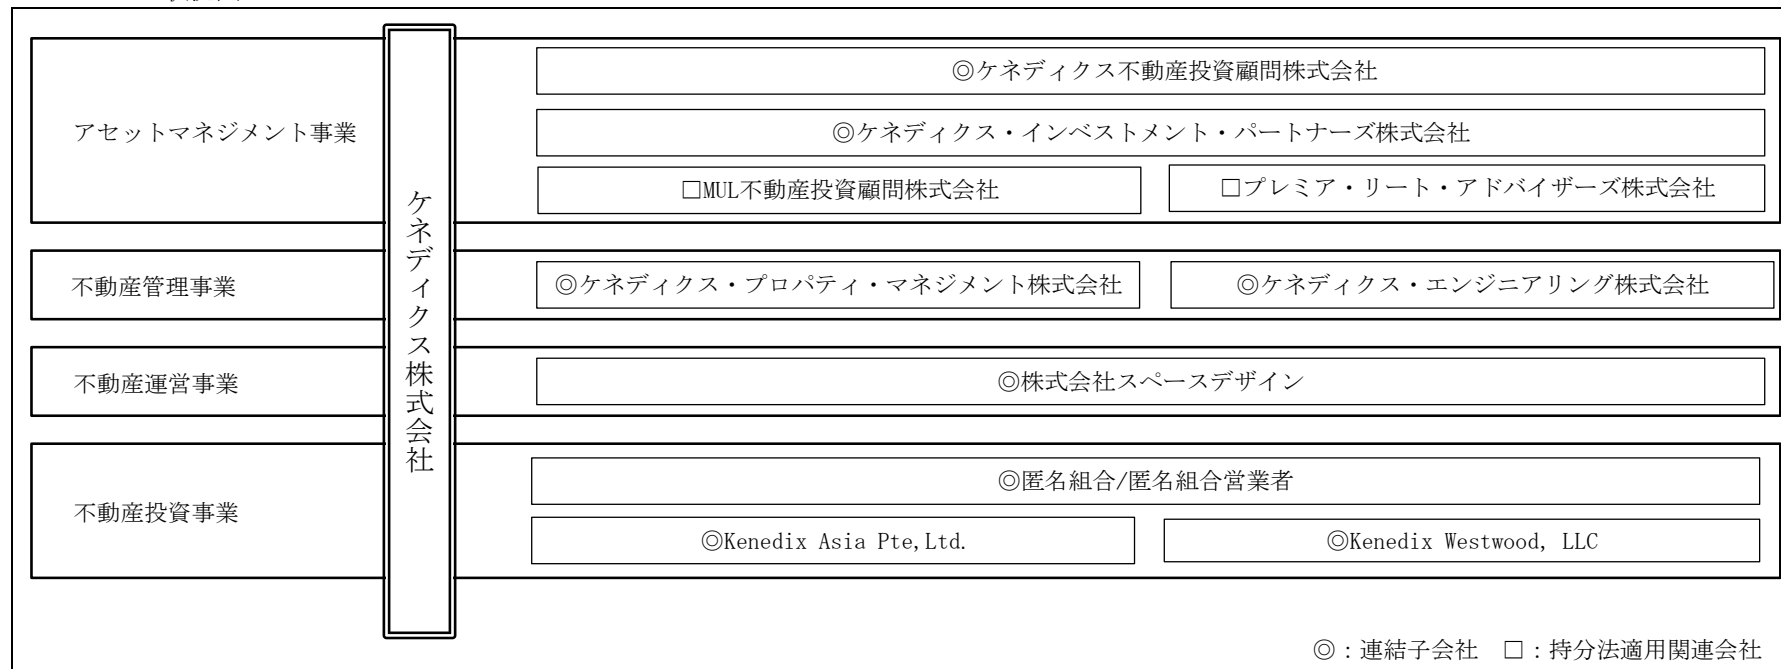 アセットマネジメント事業
◎ケネディクス不動産投資顧問株式会社
◎ケネディクス・インベストメント・パートナーズ株式会社
□MUL不動産投資顧問株式会社
□プレミア・リート・アドバイザーズ株式会社
ケネディクス株式会社
不動産管理事業
◎ケネディクス・プロパティ・マネジメント株式会社
◎ケネディクス・エンジニアリング株式会社
不動産運営事業
◎株式会社スペースデザイン
不動産投資事業
◎匿名組合/匿名組合営業者
◎Kenedix Asia Pte,Ltd.
◎Kenedix Westwood, LLC
◎：連結子会社　□：持分法適用関連会社